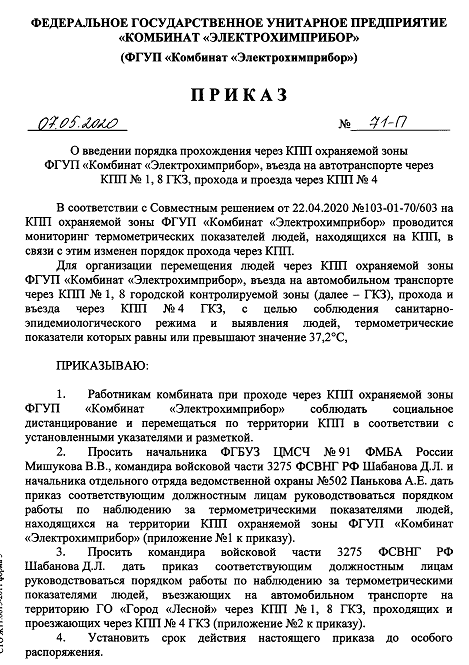 ФЕДЕРАЛЬНОЕ ГОСУДАРСТВЕННОЕ УНИТАРНОЕ ПРЕДПРИЯТИЕ
«КОМБИНАТ «ЭЛЕКТРОХИМПРИБОР»
(ФГУП «Комбинат «Электрохимприбор»)
ПРИКАЗ
07.05.2020 № 71-П
О введении порядка прохождения через КПП охраняемой зоны
ФГУП «Комбинат «Электрохимприбор», въезда на автотранспорте через
КПП № 1, 8 ГКЗ, прохода и проезда через КПП № 4
В соответствии с Совместным решением от 22.04.2020 №103-01-70/603 на
КПП охраняемой зоны ФГУП «Комбинат «Электрохимприбор» проводится
мониторинг термометрических показателей людей, находящихся на КПП, в
связи с этим изменен порядок прохода через КПП.
Для организации перемещения людей через КПП охраняемой зоны
ФГУП «Комбинат «Электрохимприбор», въезда на автомобильном транспорте
через КПП № 1, 8 городской контролируемой зоны (далее – ГКЗ), прохода и
въезда через КПП № 4 ГКЗ, с целью соблюдения санитарно-
эпидемиологического режима и выявления людей, термометрические
показатели которых равны или превышают значение 37,2°С,
ПРИКАЗЫВАЮ:
1. Работникам комбината при проходе через КПП охраняемой зоны
ФГУП «Комбинат «Электрохимприбор» соблюдать социальное
дистанцирование и перемещаться по территории КПП в соответствии с
установленными указателями и разметкой.
2. Просить начальника ФГБУЗ ЦМСЧ № 91 ФМБА России
Мишукова В.В., командира войсковой части 3275 ФСВНГ РФ Шабанова Д.Л. и
начальника отдельного отряда ведомственной охраны №502 Панькова А.Е. дать
приказ соответствующим должностным лицам руководствоваться порядком
работы по наблюдению за термометрическими показателями людей,
находящихся на территории КПП охраняемой зоны ФГУП «Комбинат
«Электрохимприбор» (приложение №1 к приказу).
3. Просить командира войсковой части 3275 ФСВНГ РФ
Шабанова Д.Л. дать приказ соответствующим должностным лицам
руководствоваться порядком работы по наблюдению за термометрическими
показателями людей, въезжающих на автомобильном транспорте на
территорию ГО «Город «Лесной» через КПП № 1, 8 ГКЗ, проходящих и
проезжающих через КПП № 4 ГКЗ (приложение №2 к приказу).
4. Установить срок действия настоящего приказа до особого
распоряжения.